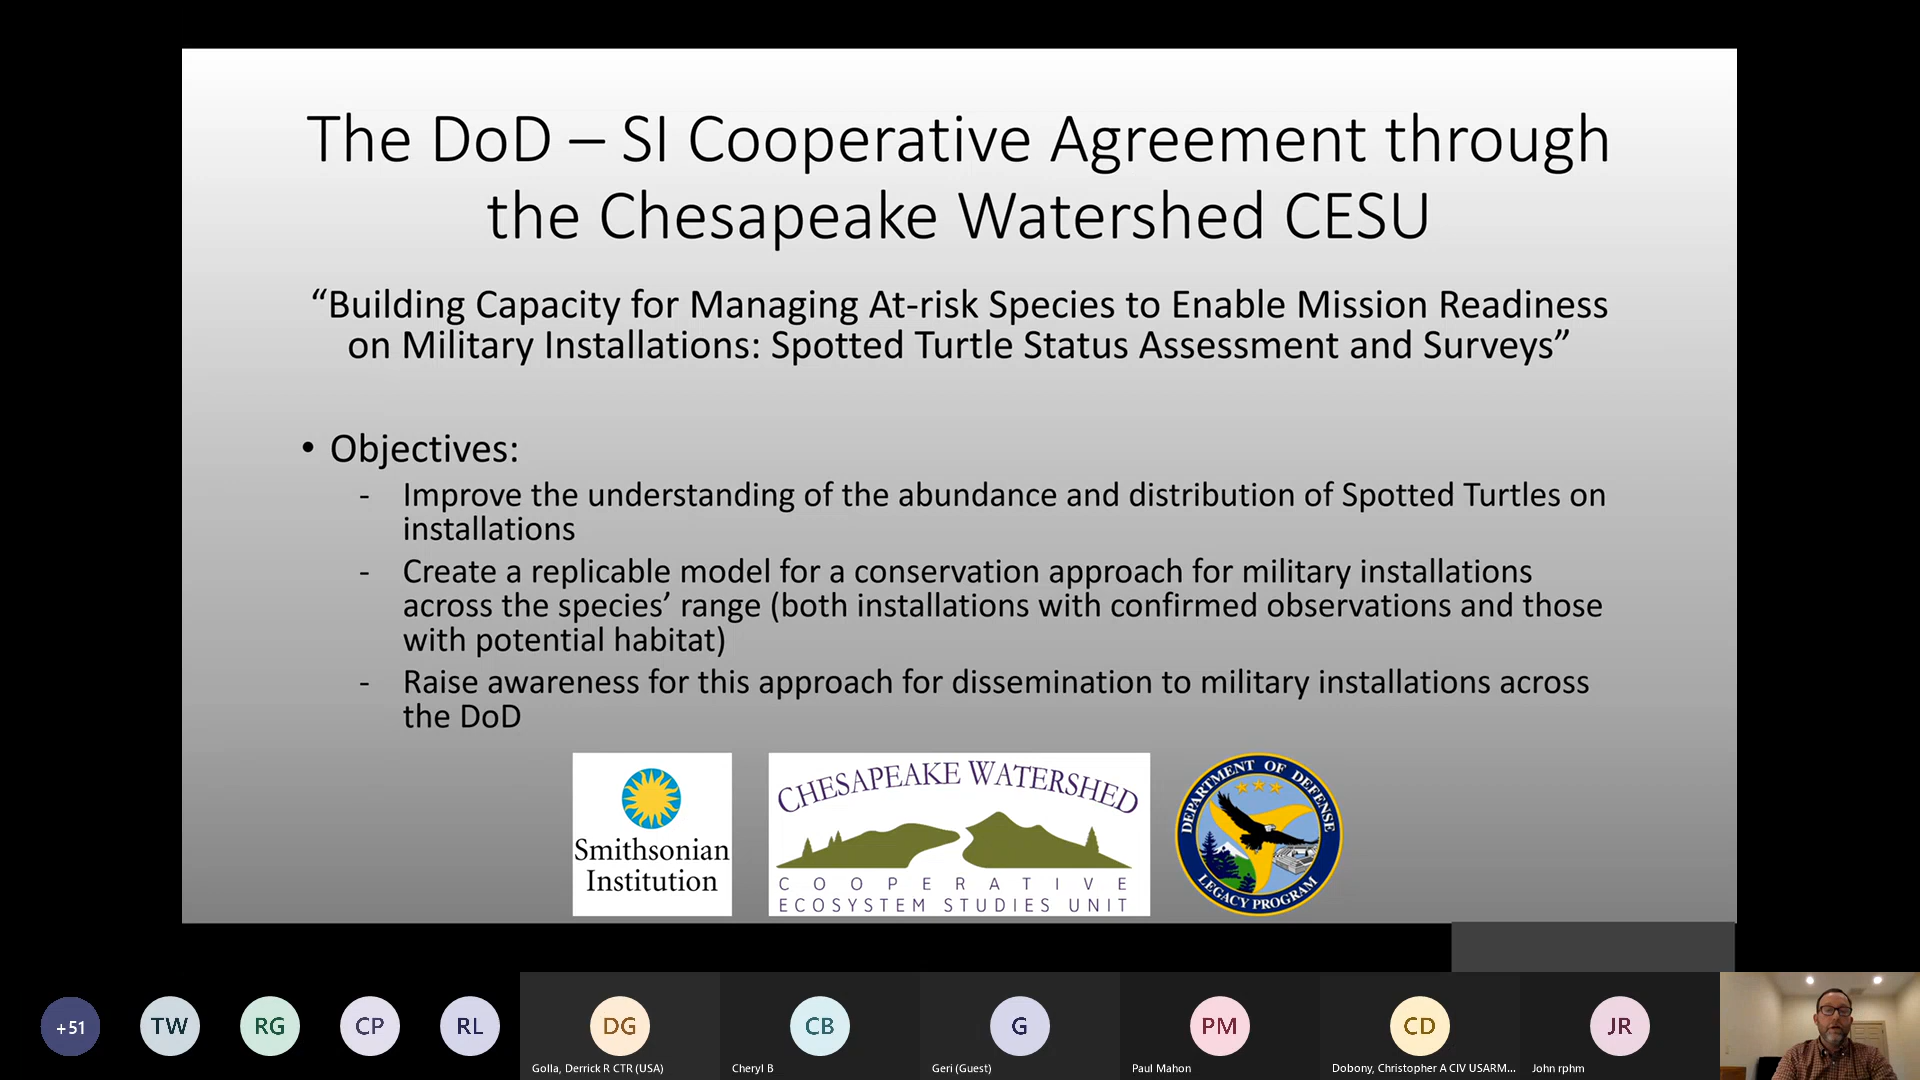 The DoD – SI Cooperative Agreement through
the Chesapeake Watershed CESU
“Building Capacity for Managing At-risk Species to Enable Mission Readiness
on Military Installations: Spotted Turtle Status Assessment and Surveys”
• Objectives:
- Improve the understanding of the abundance and distribution of Spotted Turtles on
installations
- Create a replicable model for a conservation approach for military installations
across the species’ range (both installations with confirmed observations and those
with potential habitat)
- Raise awareness for this approach for dissemination to military installations across
the DoD
Smithsonian
Institution
CHESAPEAKE WATERSHED
COOPERATIVE
ECOSYSTEM STUDIES UNIT
DEPARTMENT OF DEFENSE
LEGACY PROGRAM
+51
TW
RG
CP
RL
DG
CB
G
PM
CD
JR
Golla, Derrick R CTR (USA)
Cheryl B
Geri (Guest)
Paul Mahon
Dobony, Christopher A CIV USARM...
John rphm